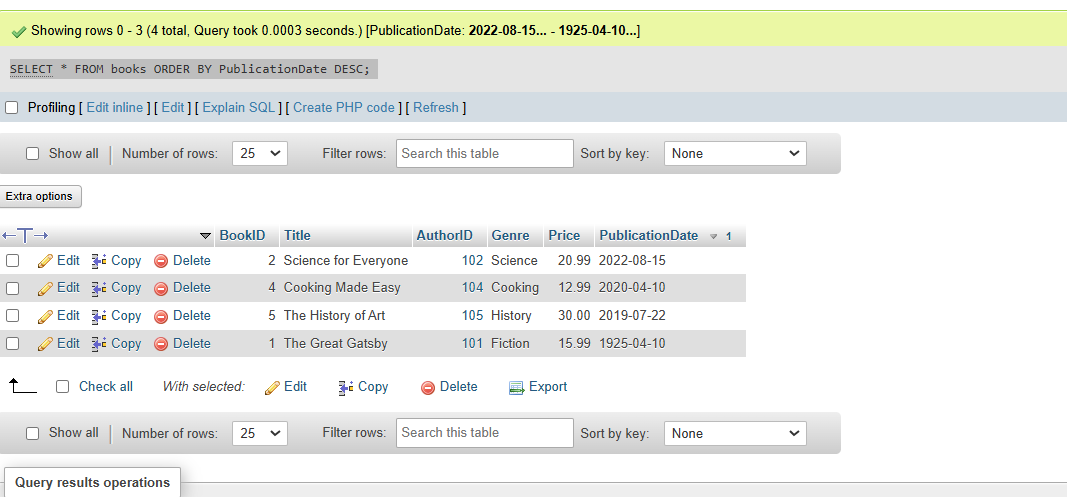 Showing rows 0 - 3 (4 total, Query took 0.0003 seconds.) [PublicationDate: 2022-08-15... - 1925-04-10...]
SELECT * FROM books ORDER BY PublicationDate DESC;
Profiling [ Edit inline ] [ Edit ] [ Explain SQL ] [ Create PHP code ] [ Refresh ]
Show all | Number of rows: 25 Filter rows: Search this table Sort by key: None
Extra options
BookID Title AuthorID Genre Price PublicationDate 1
Edit Copy Delete 2 Science for Everyone 102 Science 20.99 2022-08-15
Edit Copy Delete 4 Cooking Made Easy 104 Cooking 12.99 2020-04-10
Edit Copy Delete 5 The History of Art 105 History 30.00 2019-07-22
Edit Copy Delete 1 The Great Gatsby 101 Fiction 15.99 1925-04-10
Check all With selected: Edit Copy Delete Export
Show all | Number of rows: 25 Filter rows: Search this table Sort by key: None
Query results operations